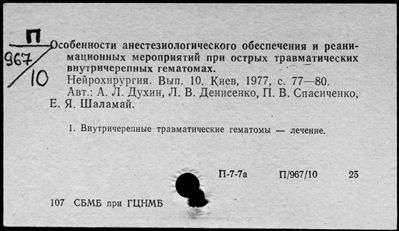 П
967/10
Особенности анестезиологического обеспечения и реани-
мационных мероприятий при острых травматических
внутричерепных гематомах.
Нейрохирургия. Вып. 10. Киев, 1977, с. 77—80.
Авт.: А. Л. Духин, Л. В. Денисенко, П. В. Спасиченко,
Е. Я. Шаламай.
1. Внутричерепные травматические гематомы — лечение.
П-7-7а П/967/10 25
107 СБМБ при ГЦНМБ